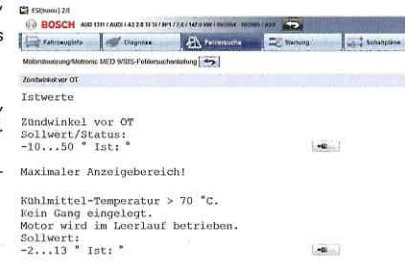 ESI[tronic] 2.0
BOSCH
Fahrzeuginfo
Diagnose
Fehlersuche
Wartung
Schaltpläne
Motorsteuerung/Motronic MED 9/SIS-Fehlersuchanleitung
Zündwinkel vor OT
Istwerte
Zündwinkel vor OT
Sollwert/Status:
-10...50 ° Ist: °
Maximaler Anzeigebereich!
Kühlmittel-Temperatur > 70 °C.
Kein Gang eingelegt.
Motor wird im Leerlauf betrieben.
Sollwert:
-2...13 ° Ist: °